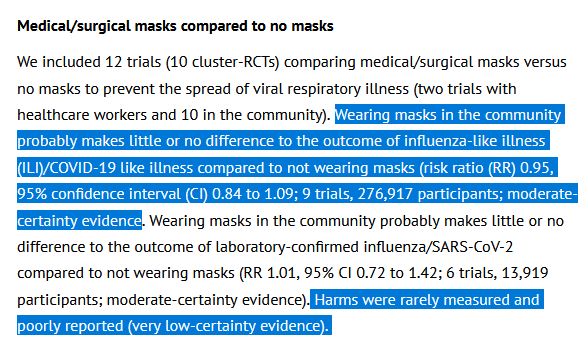 Medical/surgical masks compared to no masks
We included 12 trials (10 cluster-RCTs) comparing medical/surgical masks versus
no masks to prevent the spread of viral respiratory illness (two trials with
healthcare workers and 10 in the community). Wearing masks in the community
probably makes little or no difference to the outcome of influenza-like illness
(ILI)/COVID-19 like illness compared to not wearing masks (risk ratio (RR) 0.95,
95% confidence interval (CI) 0.84 to 1.09; 9 trials, 276,917 participants; moderate-
certainty evidence. Wearing masks in the community probably makes little or no
difference to the outcome of laboratory-confirmed influenza/SARS-CoV-2
compared to not wearing masks (RR 1.01, 95% CI 0.72 to 1.42; 6 trials, 13,919
participants; moderate-certainty evidence). Harms were rarely measured and
poorly reported (very low-certainty evidence).